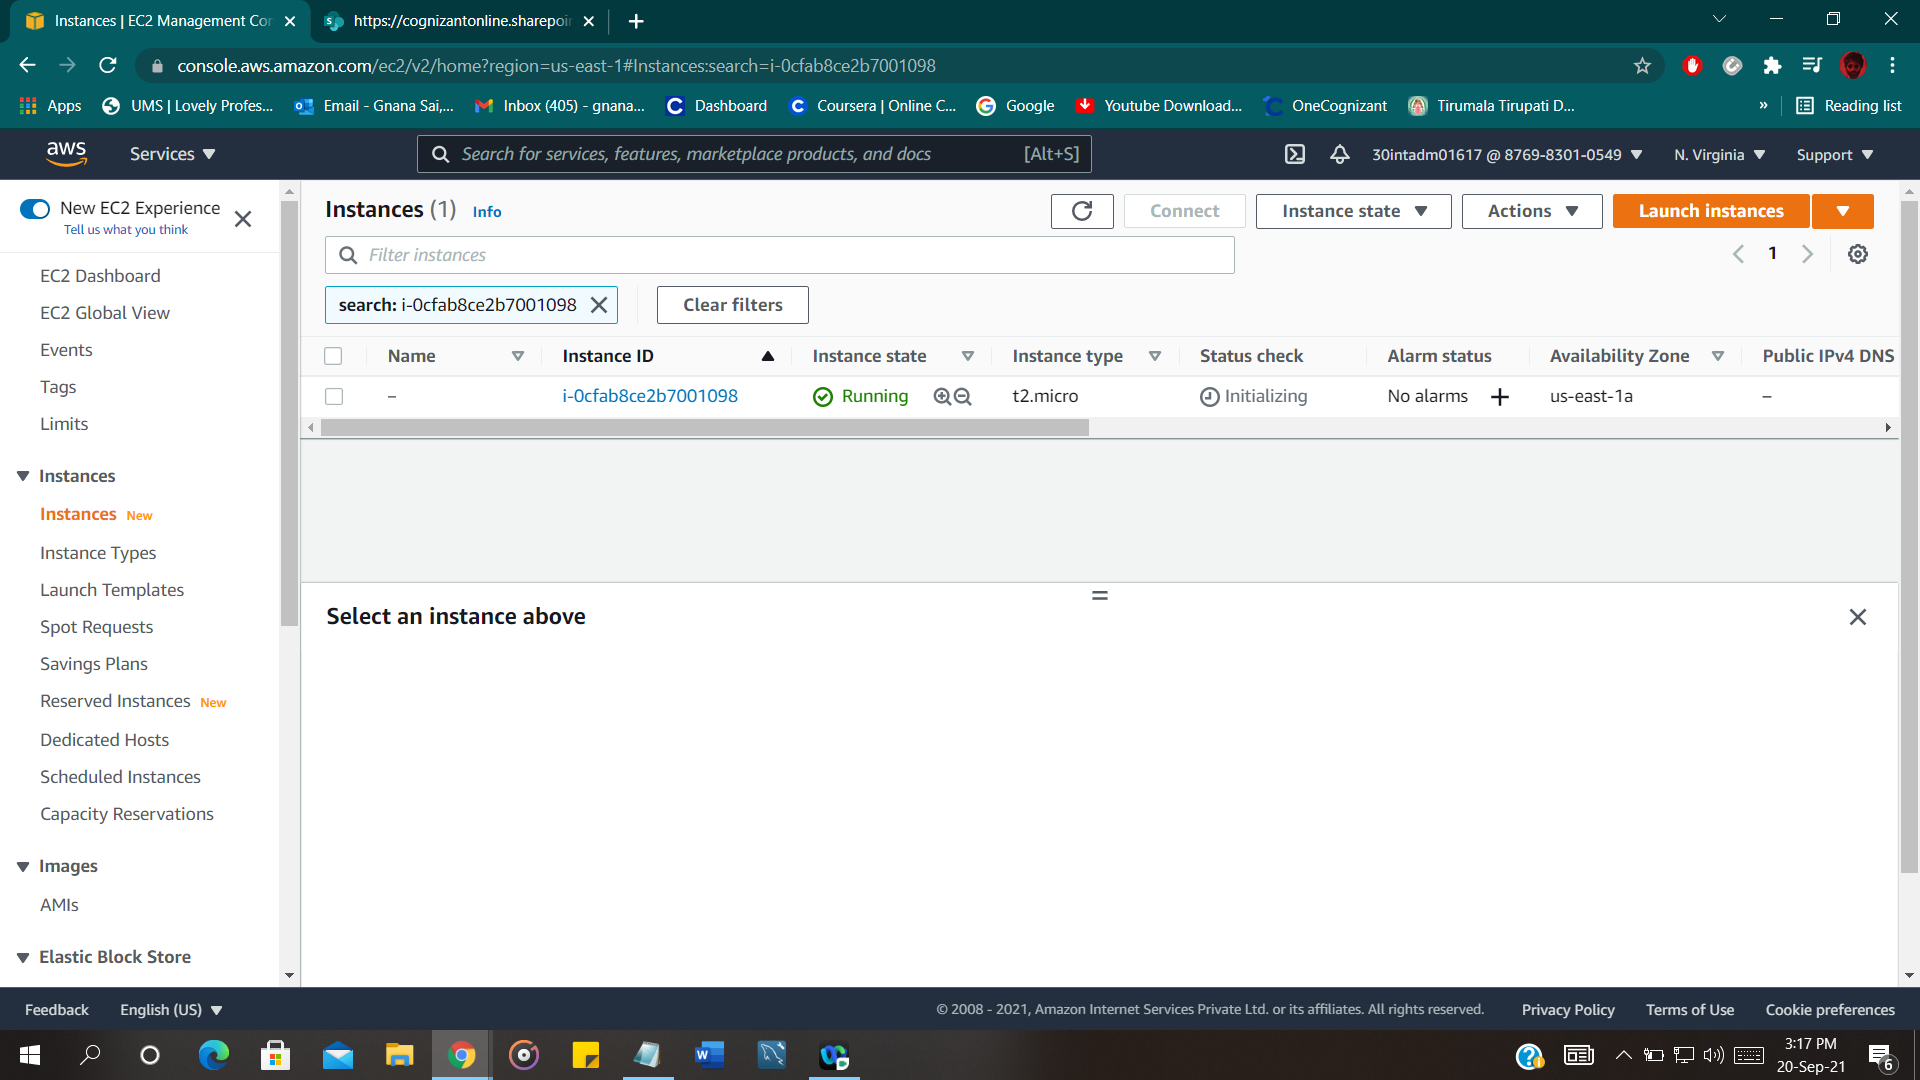 Instances | EC2 Management Con
https://cognizantonline.sharepoin
console.aws.amazon.com/ec2/v2/home?region=us-east-1#Instances:search=i-0cfab8ce2b7001098
Apps
UMS | Lovely Profes...
Email - Gnana Sai,...
Inbox (405) - gnana...
Dashboard
Coursera | Online C...
Google
Youtube Download...
OneCognizant
Tirumala Tirupati D...
»
Reading list
aws
Services
Search for services, features, marketplace products, and docs
[Alt+S]
30intadm01617 @ 8769-8301-0549
N. Virginia
Support
New EC2 Experience
Tell us what you think
EC2 Dashboard
EC2 Global View
Events
Tags
Limits
Instances
Instances New
Instance Types
Launch Templates
Spot Requests
Savings Plans
Reserved Instances New
Dedicated Hosts
Scheduled Instances
Capacity Reservations
Images
AMIs
Elastic Block Store
Instances (1) Info
Connect
Instance state
Actions
Launch instances
Filter instances
1
search: i-0cfab8ce2b7001098
Clear filters
Name
Instance ID
Instance state
Instance type
Status check
Alarm status
Availability Zone
Public IPv4 DNS
–
i-0cfab8ce2b7001098
Running
t2.micro
Initializing
No alarms
us-east-1a
–
Select an instance above
Feedback
English (US)
© 2008 - 2021, Amazon Internet Services Private Ltd. or its affiliates. All rights reserved.
Privacy Policy
Terms of Use
Cookie preferences
3:17 PM
20-Sep-21
6